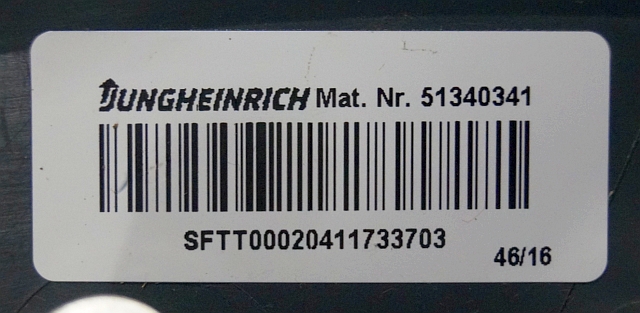 JUNGHEINRICH Mat. Nr. 51340341
SFTT00020411733703
46/16